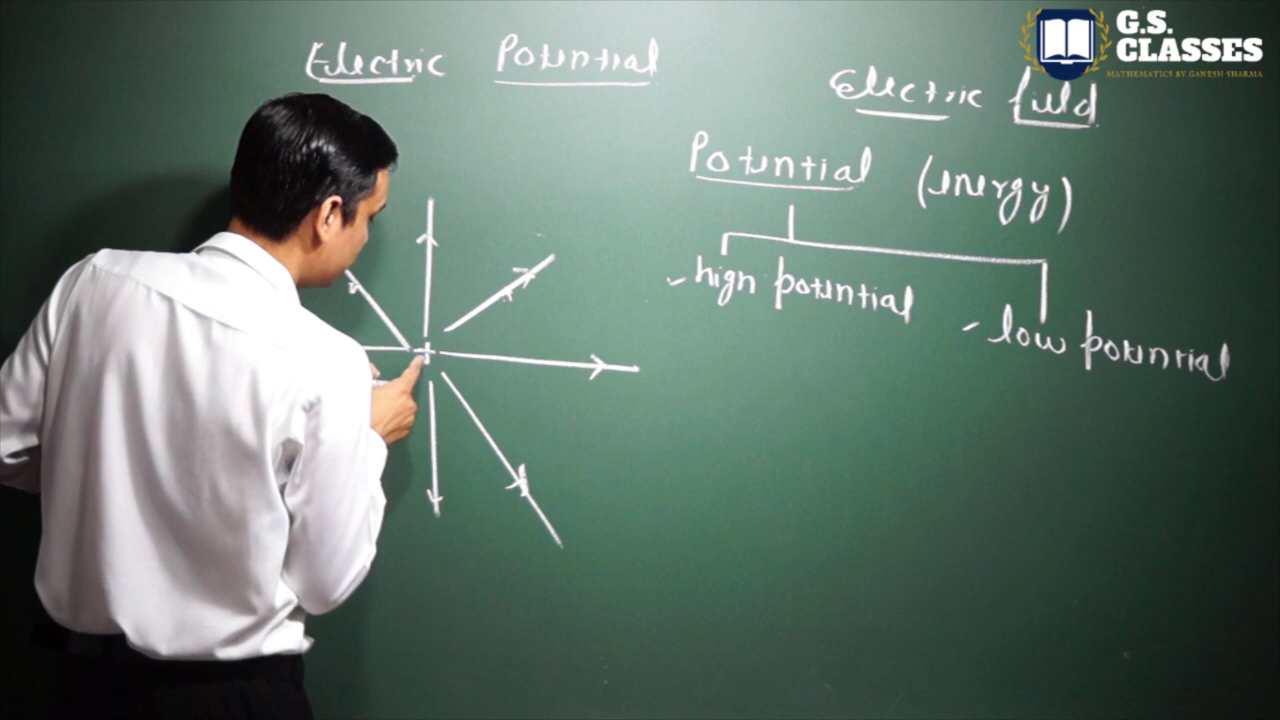 Electric Potential
G.S.
CLASSES
MATHEMATICS BY GANESH SHARMA
Electric field
Potential (energy)
high potential
low potential
+